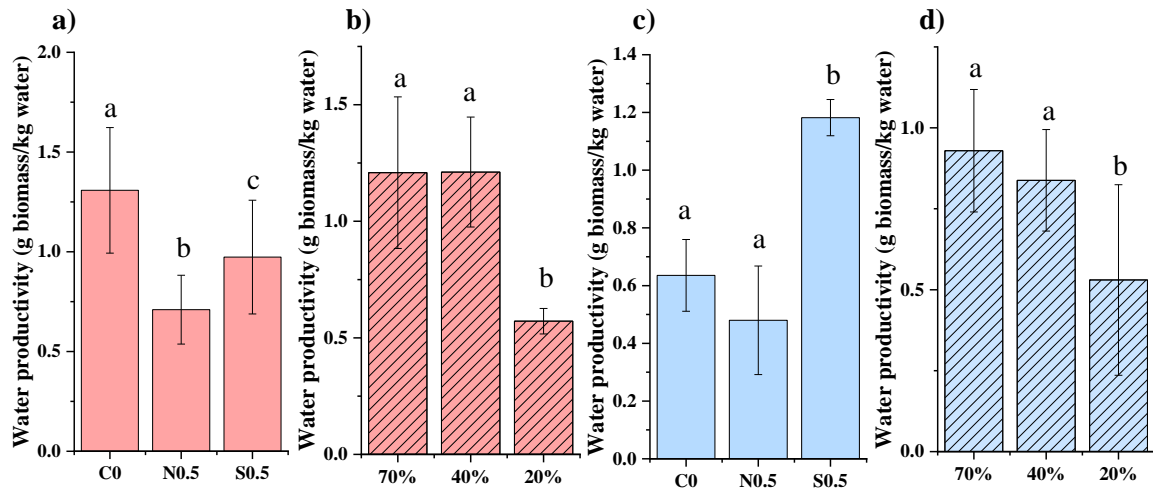 a)
Water productivity (g biomass/kg water)
2.0
1.5
1.0
0.5
0.0
a
b
c
C0 N0.5 S0.5
b)
Water productivity (g biomass/kg water)
1.5
1.0
0.5
0.0
a
a
b
70% 40% 20%
c)
Water productivity (g biomass/kg water)
1.4
1.2
1.0
0.8
0.6
0.4
0.2
0.0
a
a
b
C0 N0.5 S0.5
d)
Water productivity (g biomass/kg water)
1.0
0.5
0.0
a
a
b
70% 40% 20%